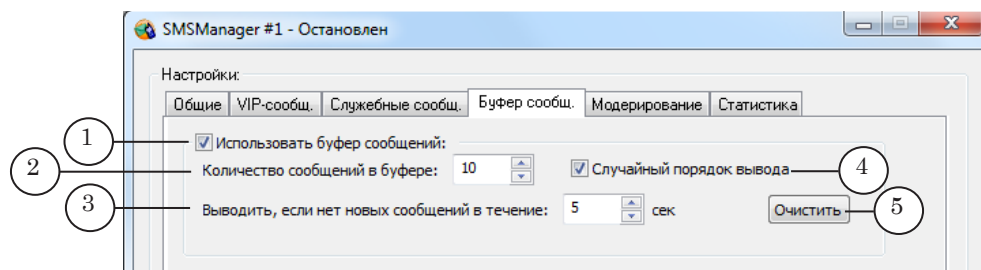 SMSManager #1 - Остановлен
Настройки:
Общие VIP-сообщ. Служебные сообщ. Буфер сообщ. Модерирование Статистика
1 Использовать буфер сообщений:
2 Количество сообщений в буфере: 10 Случайный порядок вывода 4
3 Выводить, если нет новых сообщений в течение: 5 сек Очистить 5